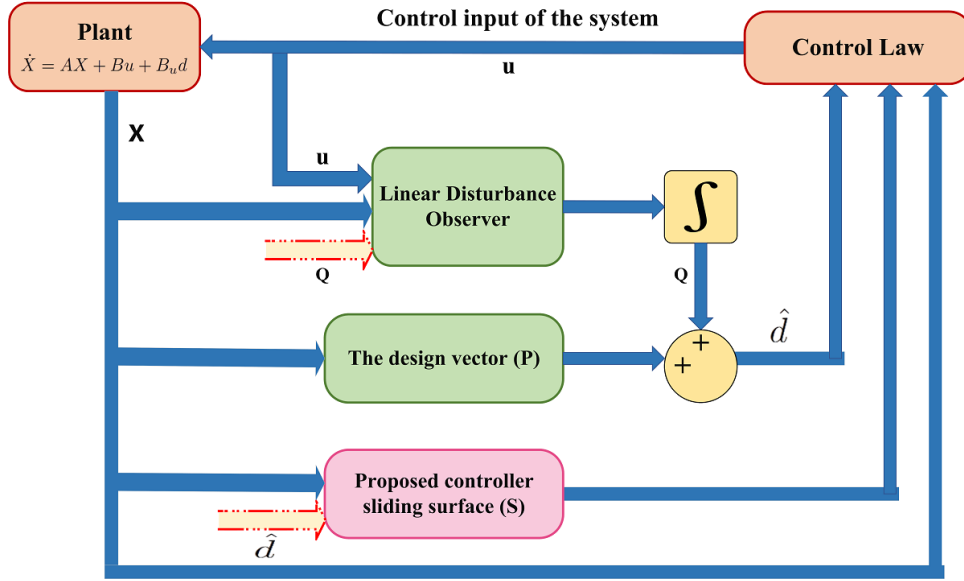 Control input of the system
Plant
Ẋ = AX + Bu + B_u d
Control Law
u
X
u
Linear Disturbance
Observer
∫
Q
Q
+
+
d̂
The design vector (P)
Proposed controller
sliding surface (S)
d̂